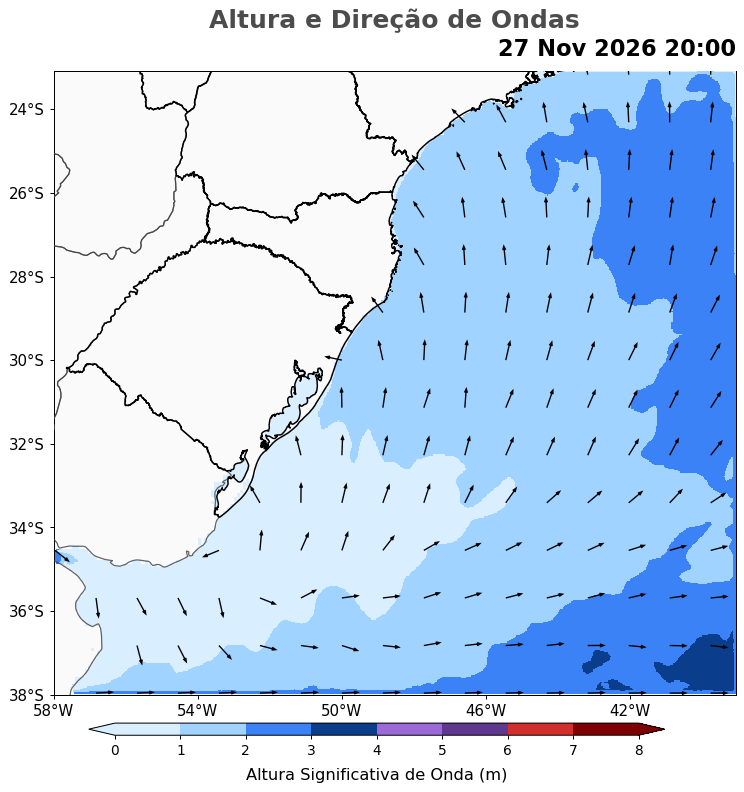 Altura e Direção de Ondas
27 Nov 2026 20:00
24°S
26°S
28°S
30°S
32°S
34°S
36°S
38°S
58°W 54°W 50°W 46°W 42°W
0 1 2 3 4 5 6 7 8
Altura Significativa de Onda (m)